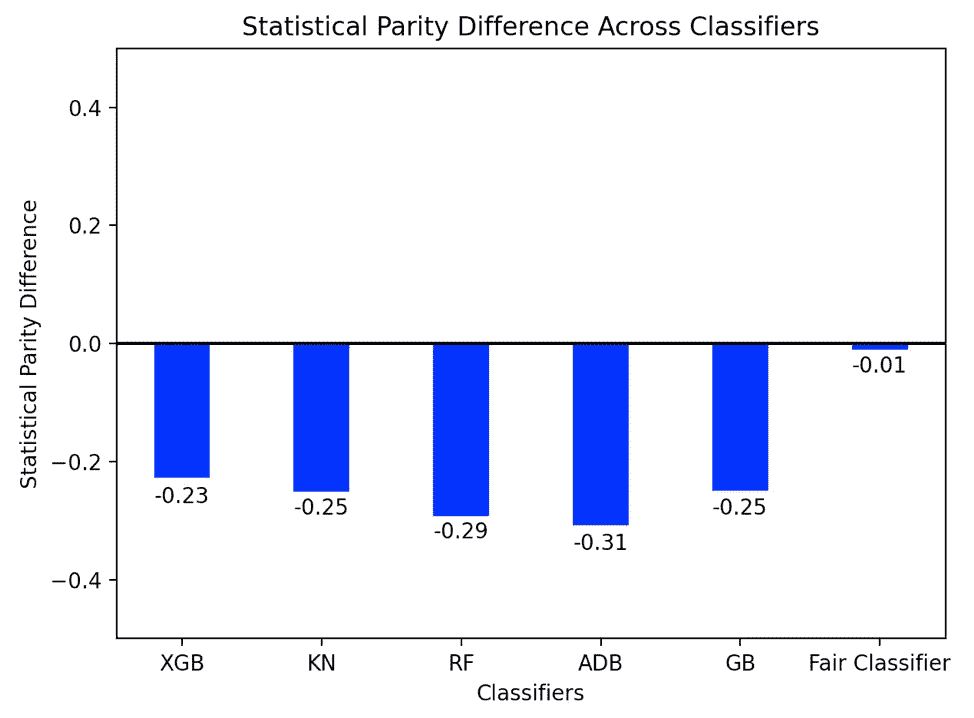 Statistical Parity Difference Across Classifiers
Statistical Parity Difference
0.4
0.2
0.0
−0.2
−0.4
-0.23
-0.25
-0.29
-0.31
-0.25
-0.01
XGB
KN
RF
ADB
GB
Fair Classifier
Classifiers